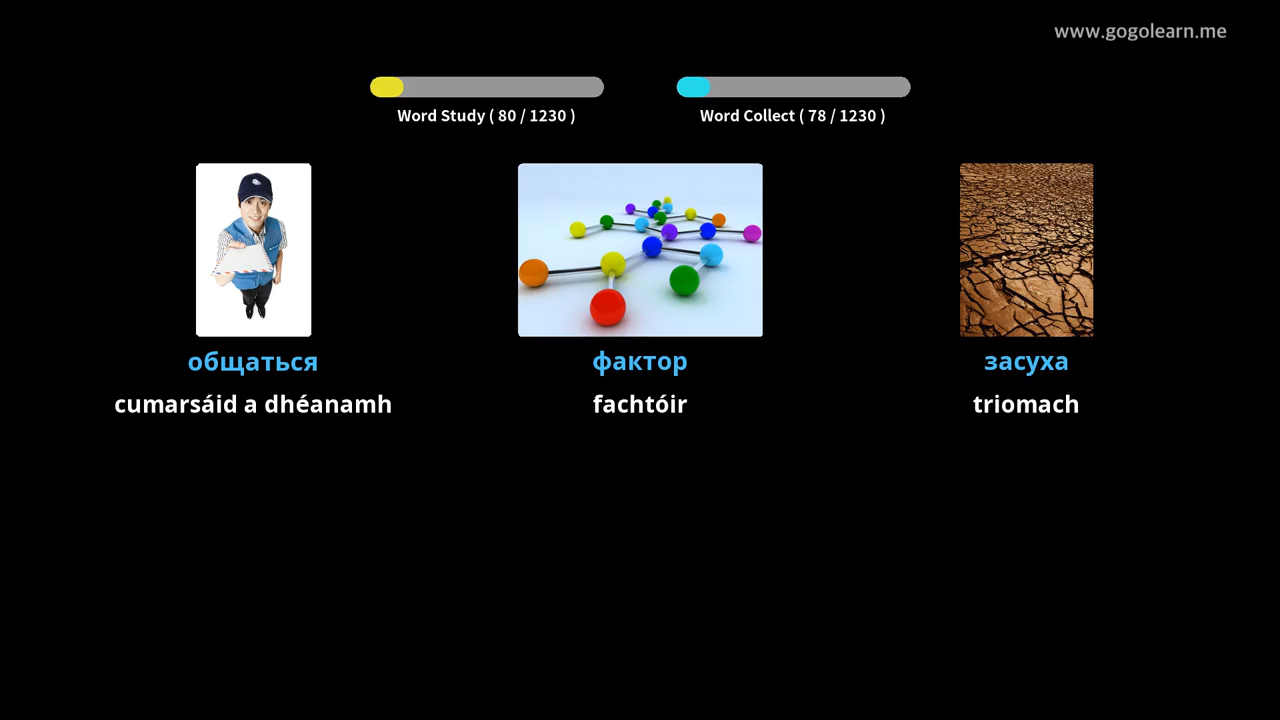 www.gogolearn.me
Word Study ( 80 / 1230 )
Word Collect ( 78 / 1230 )
общаться
фактор
засуха
cumarsáid a dhéanamh
fachtóir
triomach